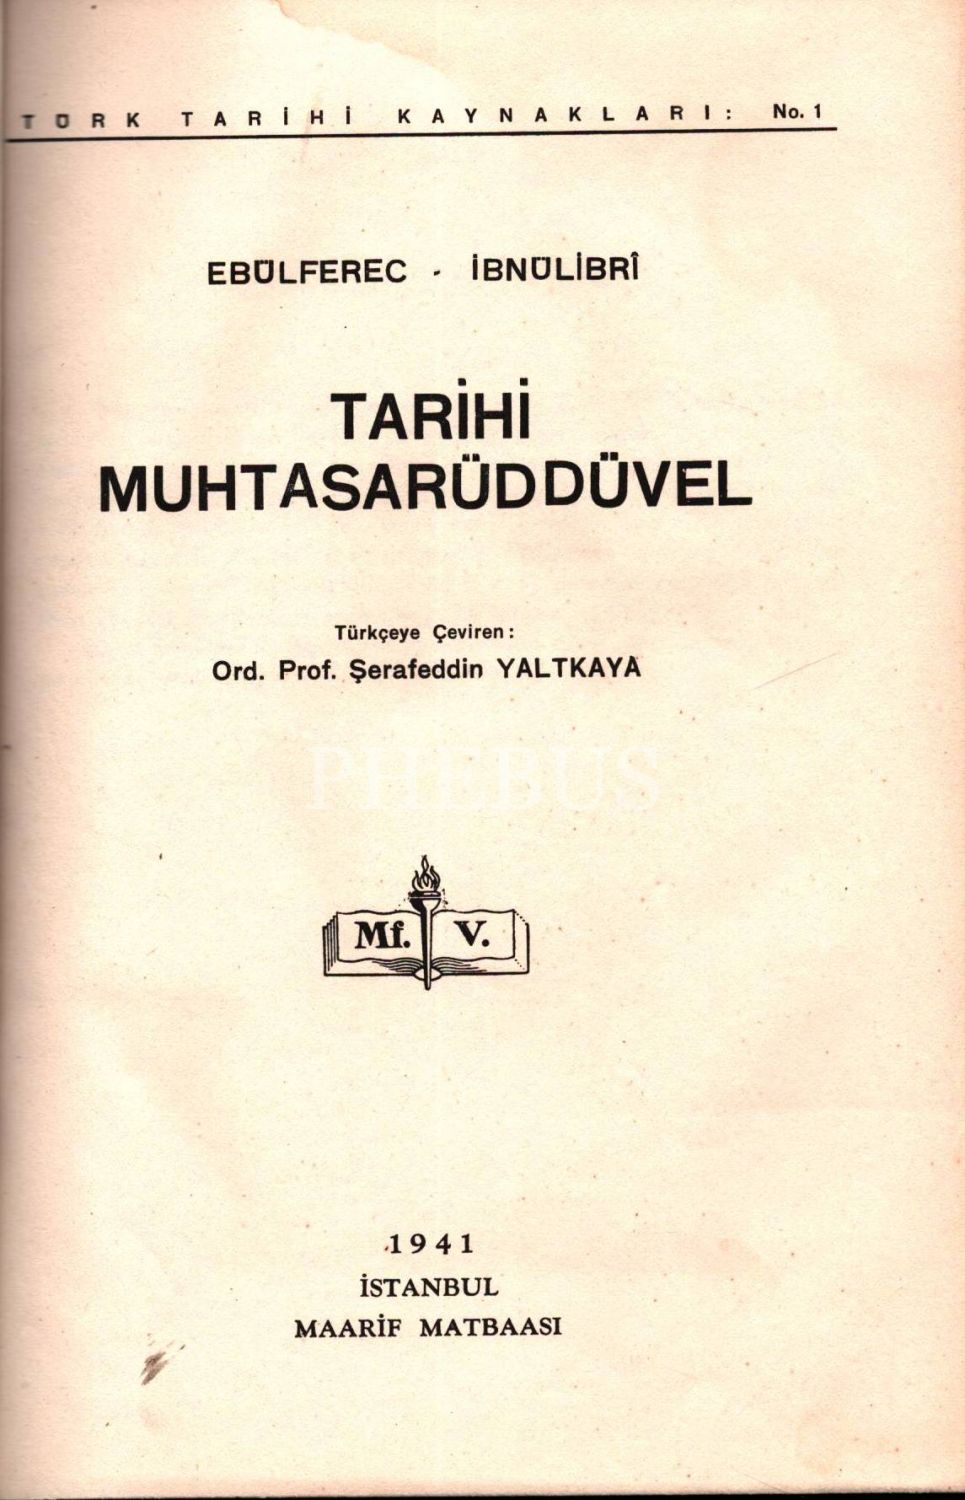 TÜRK TARİHİ KAYNAKLARI: No. 1
EBÜLFEREC - İBNÜLİBRÎ
TARİHİ
MUHTASARÜDDÜVEL
Türkçeye Çeviren:
Ord. Prof. Şerafeddin YALTKAYA
PHEBUS
Mf. V.
1941
İSTANBUL
MAARİF MATBAASI